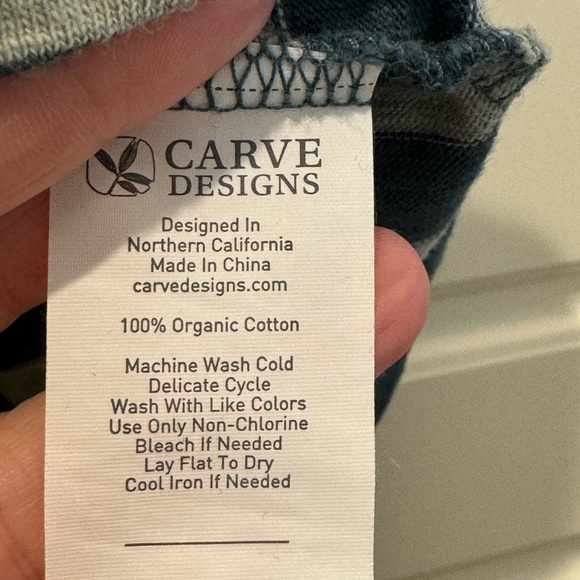 CARVE
DESIGNS
Designed In
Northern California
Made In China
carvedesigns.com
100% Organic Cotton
Machine Wash Cold
Delicate Cycle
Wash With Like Colors
Use Only Non-Chlorine
Bleach If Needed
Lay Flat To Dry
Cool Iron If Needed